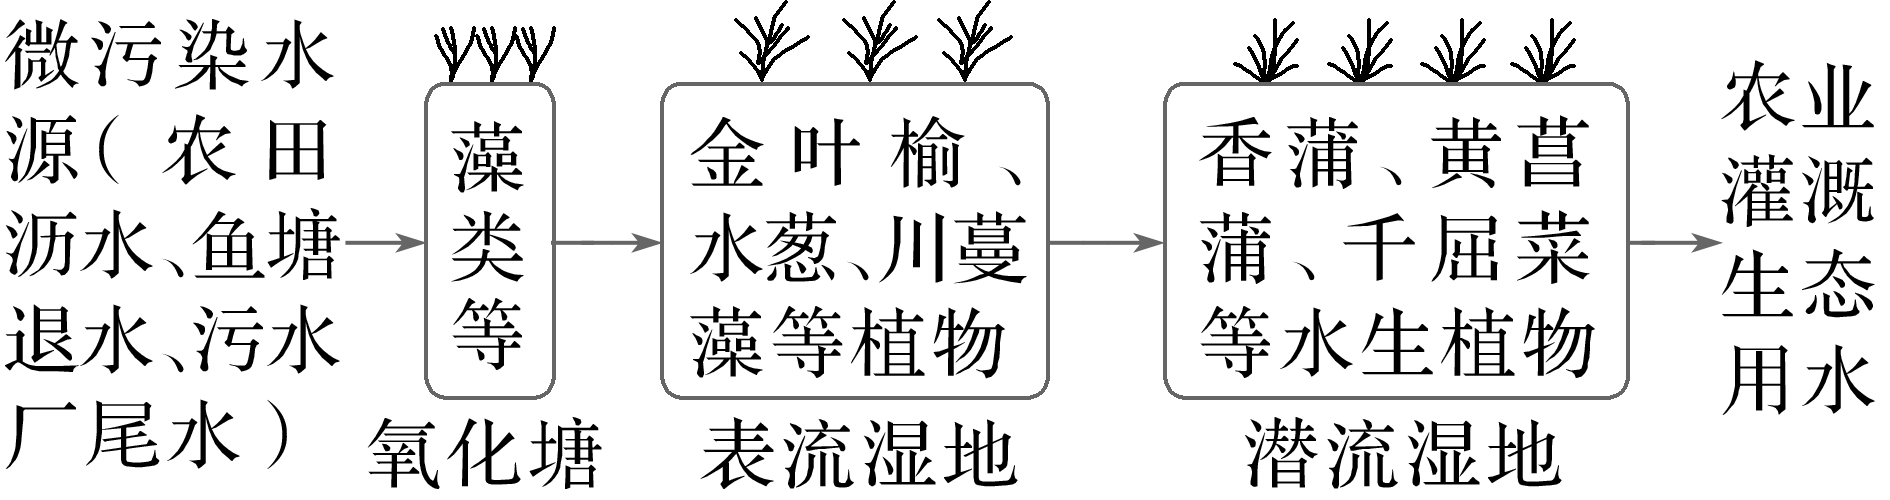 微污染水
源(农田
沥水、鱼塘
退水、污水
厂尾水)
藻
类
等
氧化塘
金叶榆、
水葱、川蔓
藻等植物
表流湿地
香蒲、黄菖
蒲、千屈菜
等水生植物
潜流湿地
农业
灌溉
生态
用水